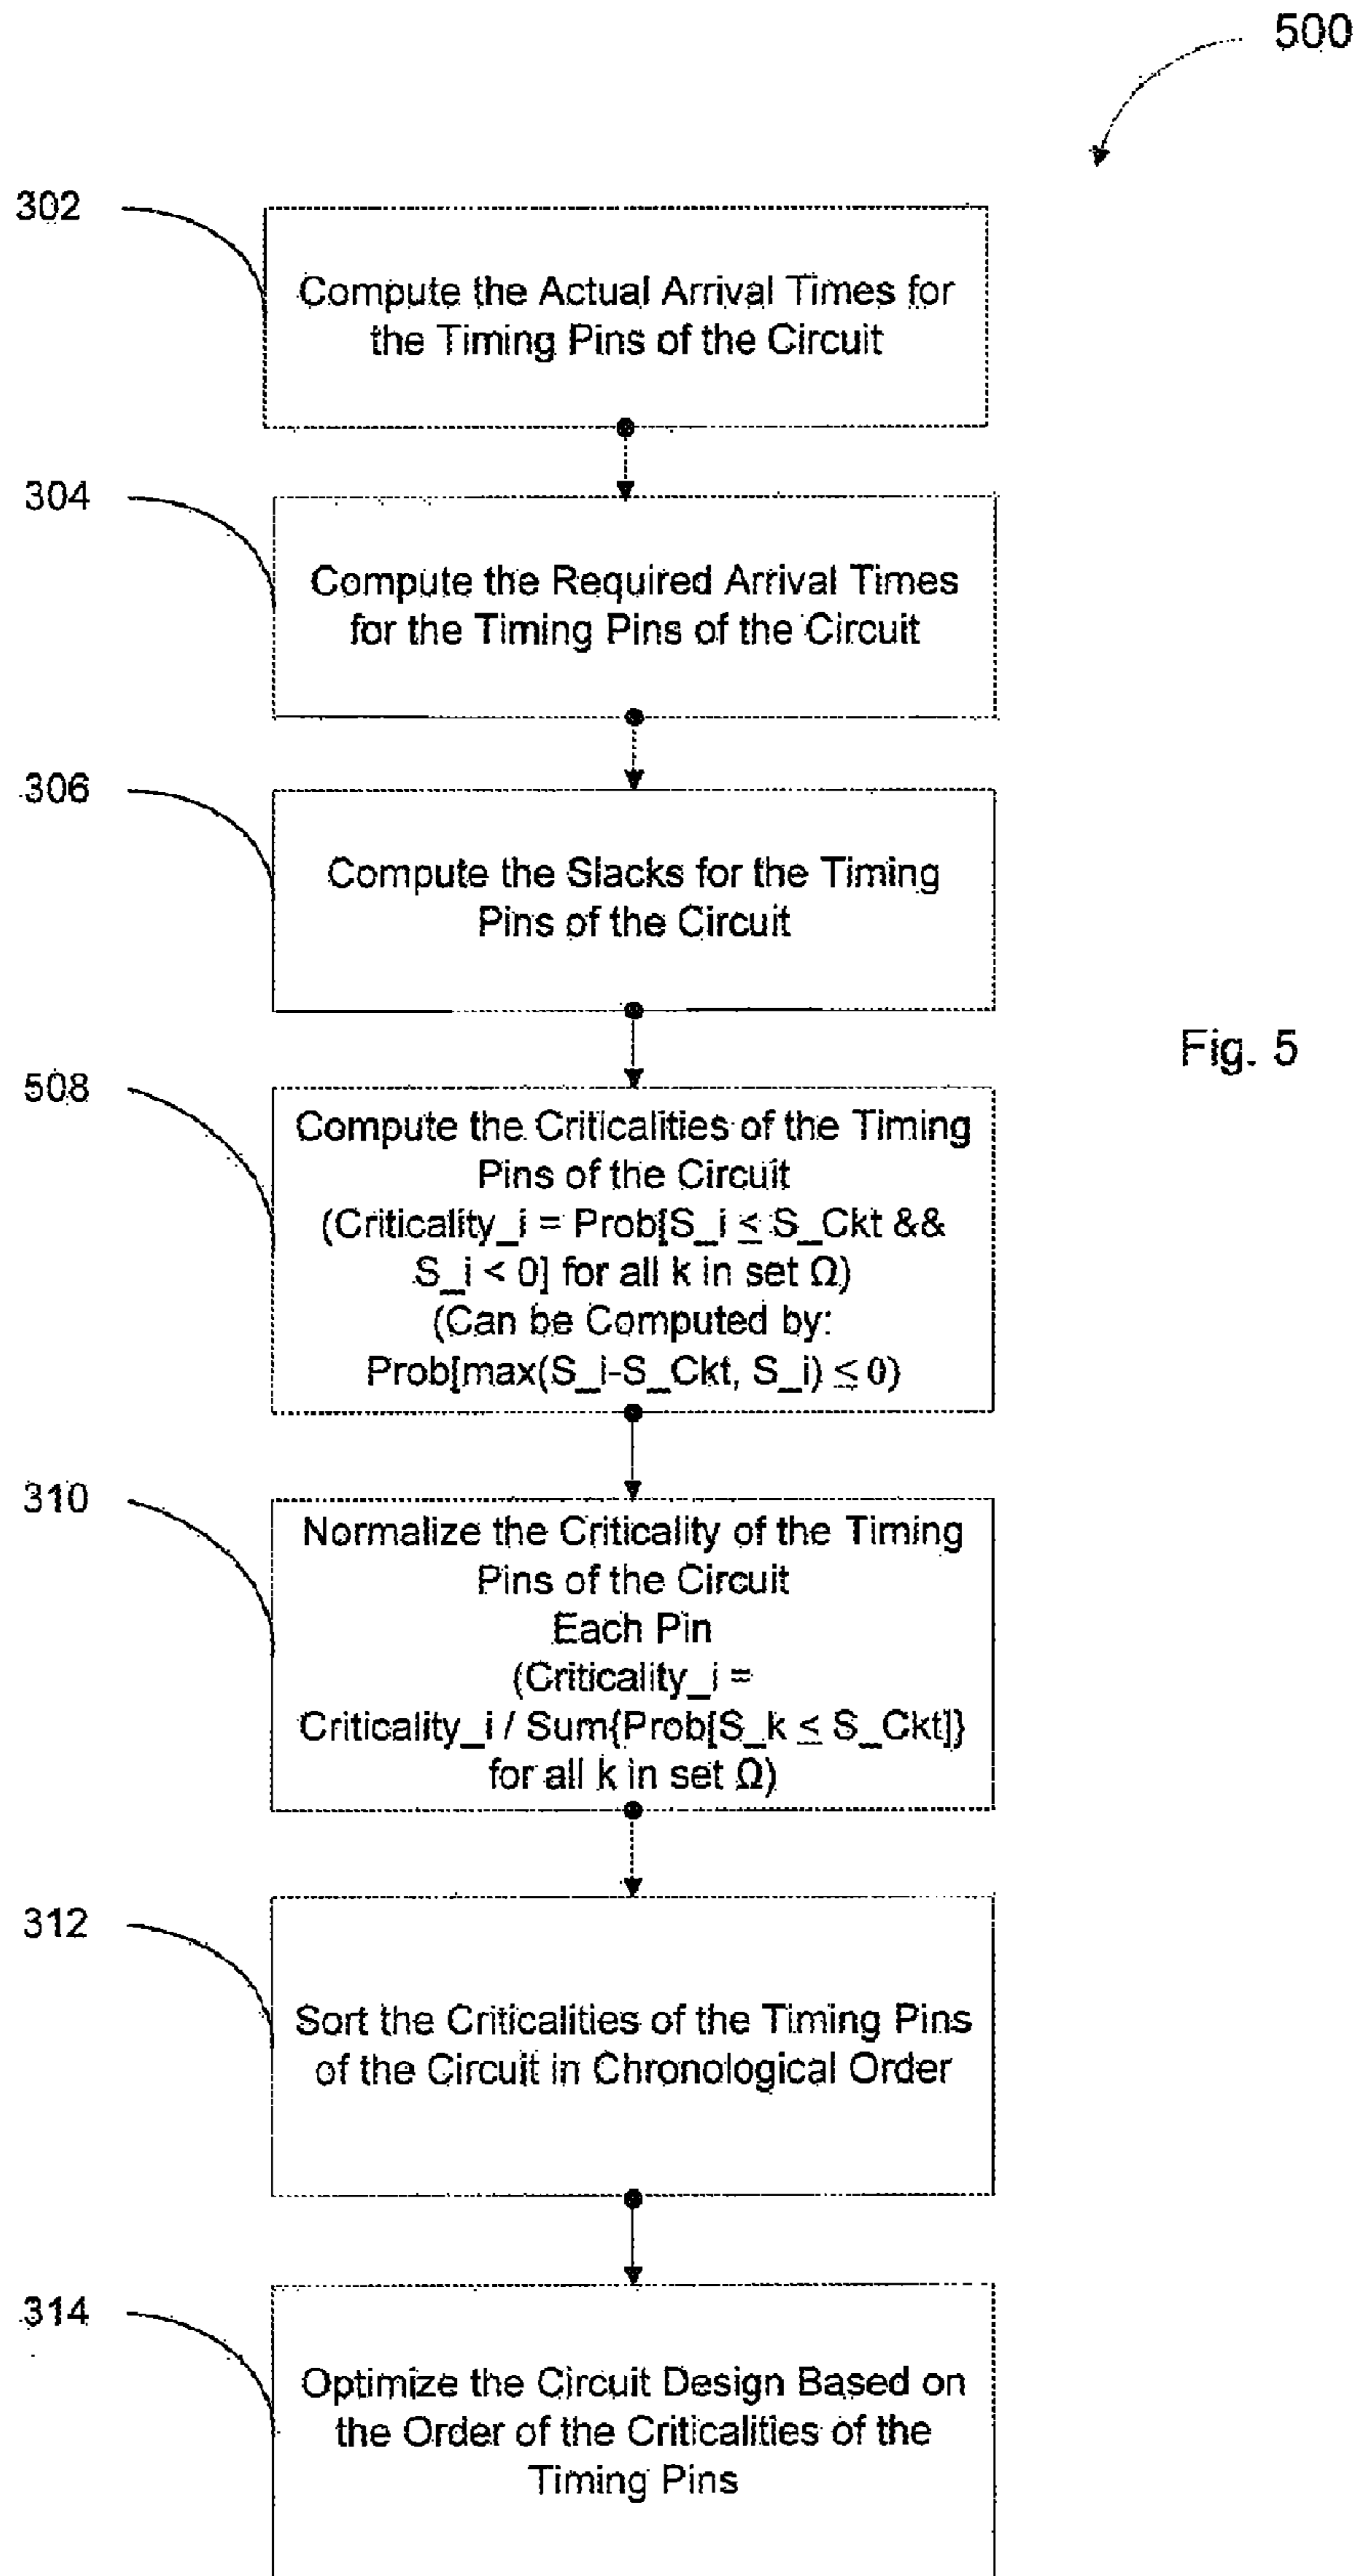 500
302
Compute the Actual Arrival Times for
the Timing Pins of the Circuit
304
Compute the Required Arrival Times
for the Timing Pins of the Circuit
306
Compute the Slacks for the Timing
Pins of the Circuit
Fig. 5
508
Compute the Criticalities of the Timing
Pins of the Circuit
(Criticality_i = Prob[S_i ≤ S_Ckt &&
S_i < 0] for all k in set Ω)
(Can be Computed by:
Prob[max(S_i-S_Ckt, S_i) ≤ 0)
310
Normalize the Criticality of the Timing
Pins of the Circuit
Each Pin
(Criticality_i =
Criticality_i / Sum{Prob[S_k ≤ S_Ckt]}
for all k in set Ω)
312
Sort the Criticalities of the Timing Pins
of the Circuit in Chronological Order
314
Optimize the Circuit Design Based on
the Order of the Criticalities of the
Timing Pins